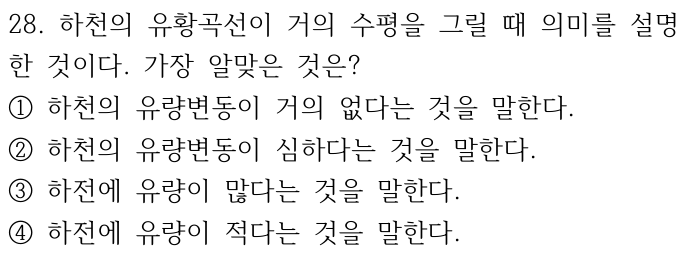 28. 하천의 유황곡선이 거의 수평을 그릴 때 의미를 설명
한 것이다. 가장 알맞은 것은?
① 하천의 유량변동이 거의 없다는 것을 말한다.
② 하천의 유량변동이 심하다는 것을 말한다.
③ 하전에 유량이 많다는 것을 말한다.
④ 하전에 유량이 적다는 것을 말한다.